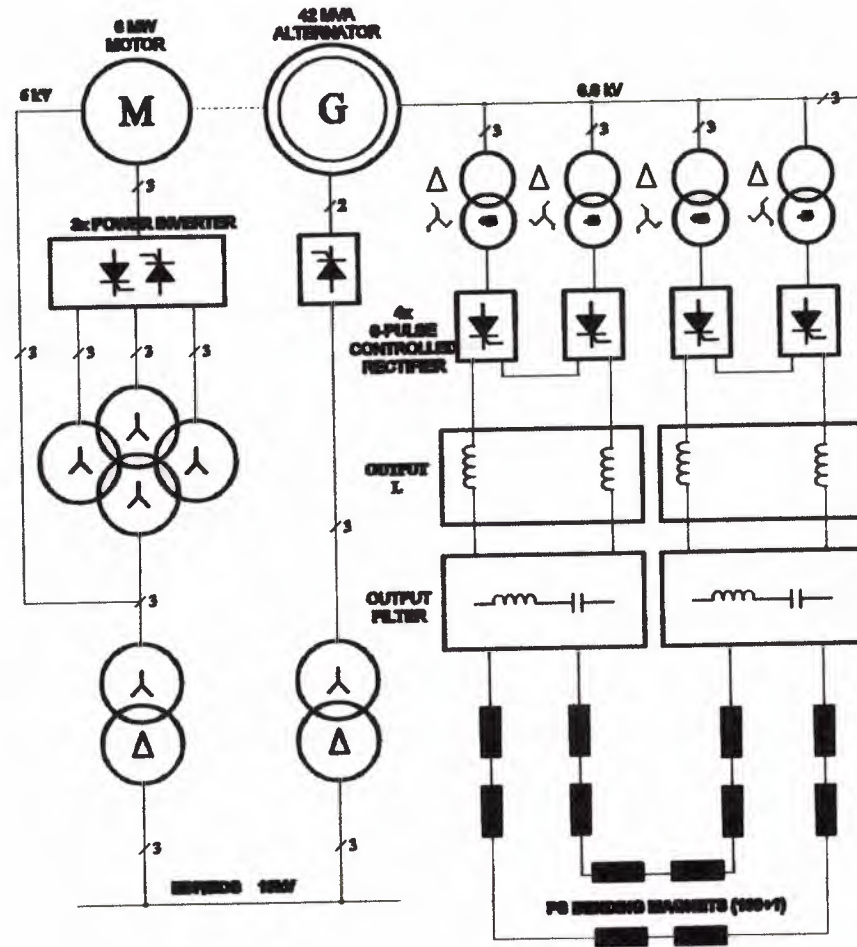 6 MW
MOTOR
42 MVA
ALTERNATOR
6 kV
M
G
6.6 kV
3
3
3
3
3
2
2x POWER INVERTER
4x
6-PULSE
CONTROLLED
RECTIFIER
3
3
3
3
OUTPUT
L
3
3
OUTPUT
FILTER
3
3
18kV
PS BENDING MAGNETS (100+1)